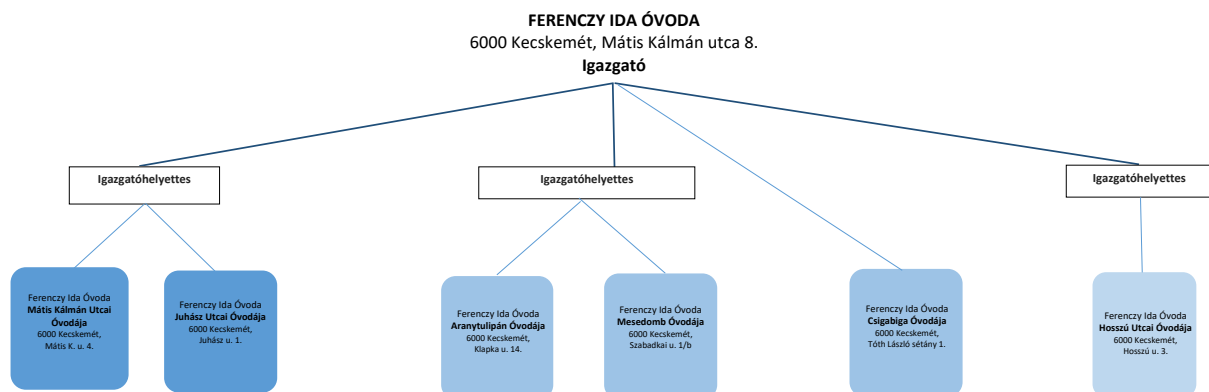 FERENCZY IDA ÓVODA
6000 Kecskemét, Mátis Kálmán utca 8.
Igazgató
Igazgatóhelyettes
Igazgatóhelyettes
Igazgatóhelyettes
Ferenczy Ida Óvoda
Mátis Kálmán Utcai
Óvodája
6000 Kecskemét,
Mátis K. u. 4.
Ferenczy Ida Óvoda
Juhász Utcai Óvodája
6000 Kecskemét,
Juhász u. 1.
Ferenczy Ida Óvoda
Aranytulipán Óvodája
6000 Kecskemét,
Klapka u. 14.
Ferenczy Ida Óvoda
Mesedomb Óvodája
6000 Kecskemét,
Szabadkai u. 1/b
Ferenczy Ida Óvoda
Csigabiga Óvodája
6000 Kecskemét,
Tóth László sétány 1.
Ferenczy Ida Óvoda
Hosszú Utcai Óvodája
6000 Kecskemét,
Hosszú u. 3.